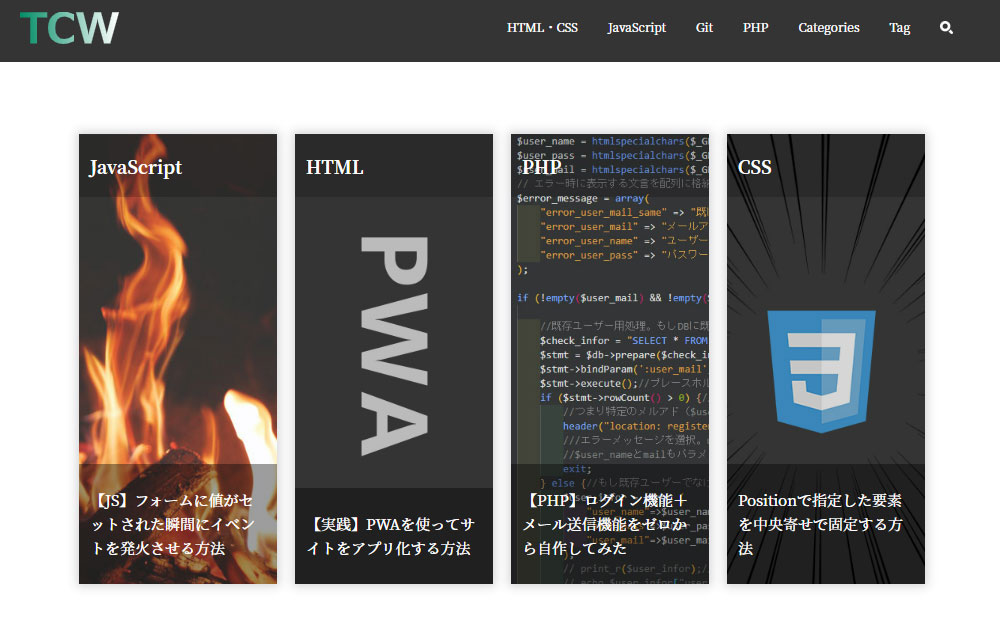 TCW
HTML・CSS
JavaScript
Git
PHP
Categories
Tag
JavaScript
【JS】フォームに値がセ
ットされた瞬間にイベン
トを発火させる方法
HTML
PWA
【実践】PWAを使ってサ
イトをアプリ化する方法
PHP
$user_name = htmlspecialchars($_
$user_pass = htmlspecialchars($_
htmlspecialchars($_
// エラー時に表示する文言を配列に格納
$error_message = array(
"error_user_mail_same" => "既
"error_user_mail" => "メールア
"error_user_name" => "ユーザー
"error_user_pass" => "パスワー
);
if (!empty($user_mail) && !empty(
//既存ユーザー用処理。もしDBに既
$check_infor = "SELECT * FROM
$stmt = $db->prepare($check_in
$stmt->bindParam(':user_mail'
$stmt->execute();//プレースホル
if ($stmt->rowCount() > 0) {/
//つまり特定のメルアド（$use
header("location: register
///エラーメッセージを選択。
//$user_nameとmailもパラメ
exit;
} else {//もし既存ユーザーでなけ
"user_name"=>$user_na
"user_mail"=>$user_mai
// print_r($user_infor);/
【PHP】ログイン機能＋
メール送信機能をゼロか
ら自作してみた
CSS
3
Positionで指定した要素
を中央寄せで固定する方
法